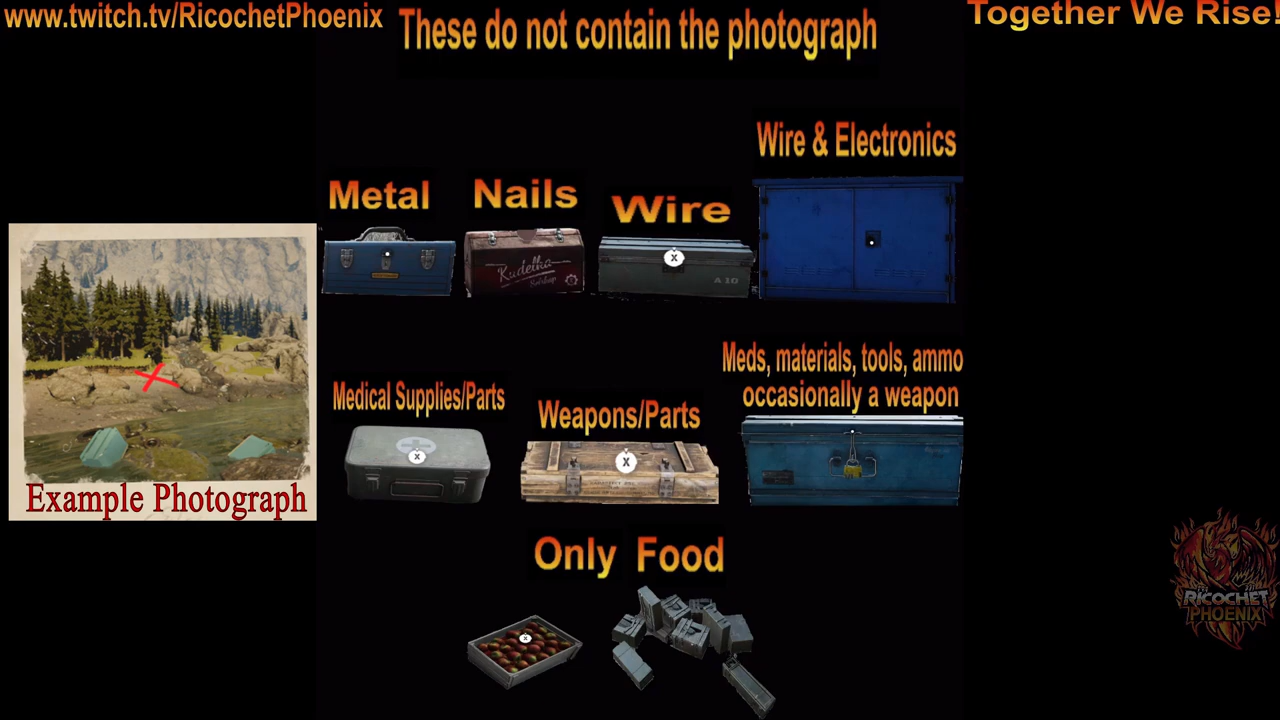 www.twitch.tv/RicochetPhoenix
These do not contain the photograph
Together We Rise!
Wire & Electronics
Metal
Nails
Wire
Kudelka
A 10
X
Example Photograph
Medical Supplies/Parts
Weapons/Parts
Meds, materials, tools, ammo
occasionally a weapon
X
X
Only Food
X
RICOCHET
PHOENIX